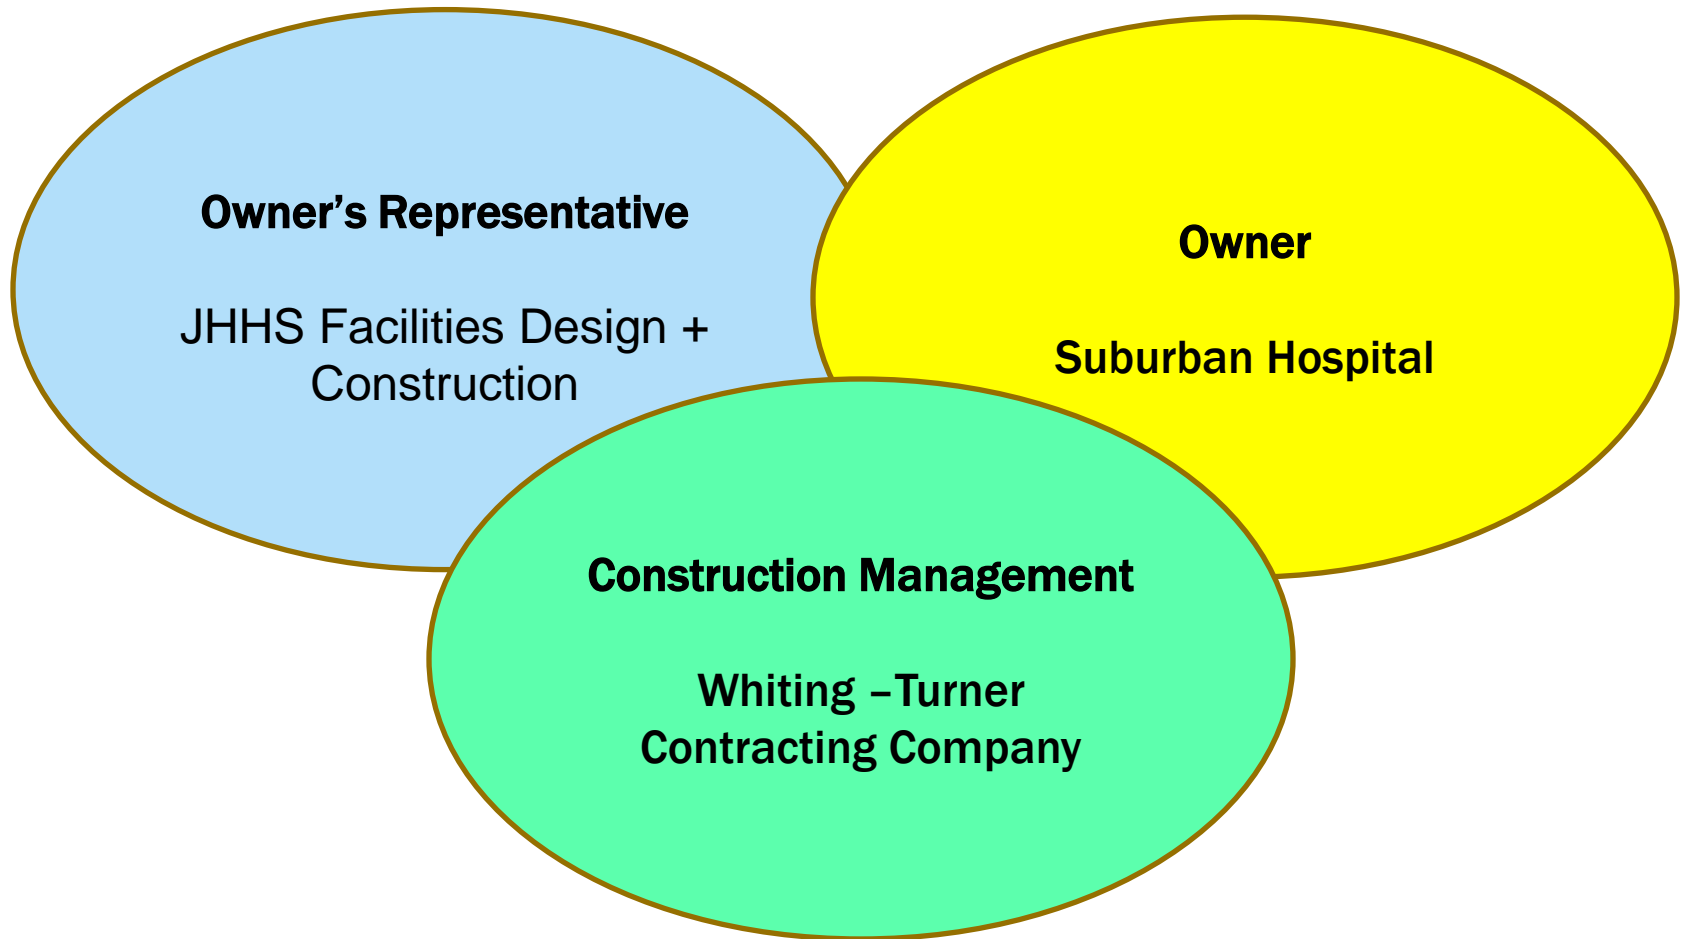 Owner’s Representative
JHHS Facilities Design +
Construction
Owner
Suburban Hospital
Construction Management
Whiting –Turner
Contracting Company